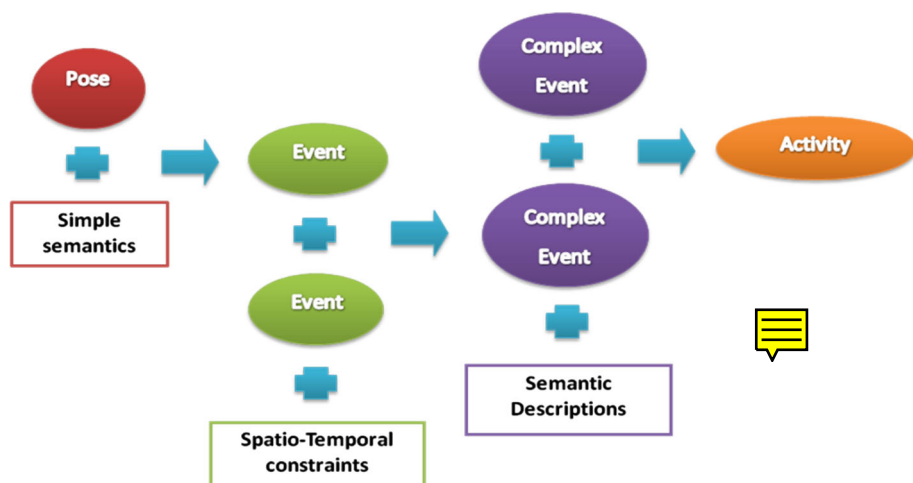 Pose
Simple
semantics
Event
Event
Spatio-Temporal
constraints
Complex
Event
Complex
Event
Semantic
Descriptions
Activity